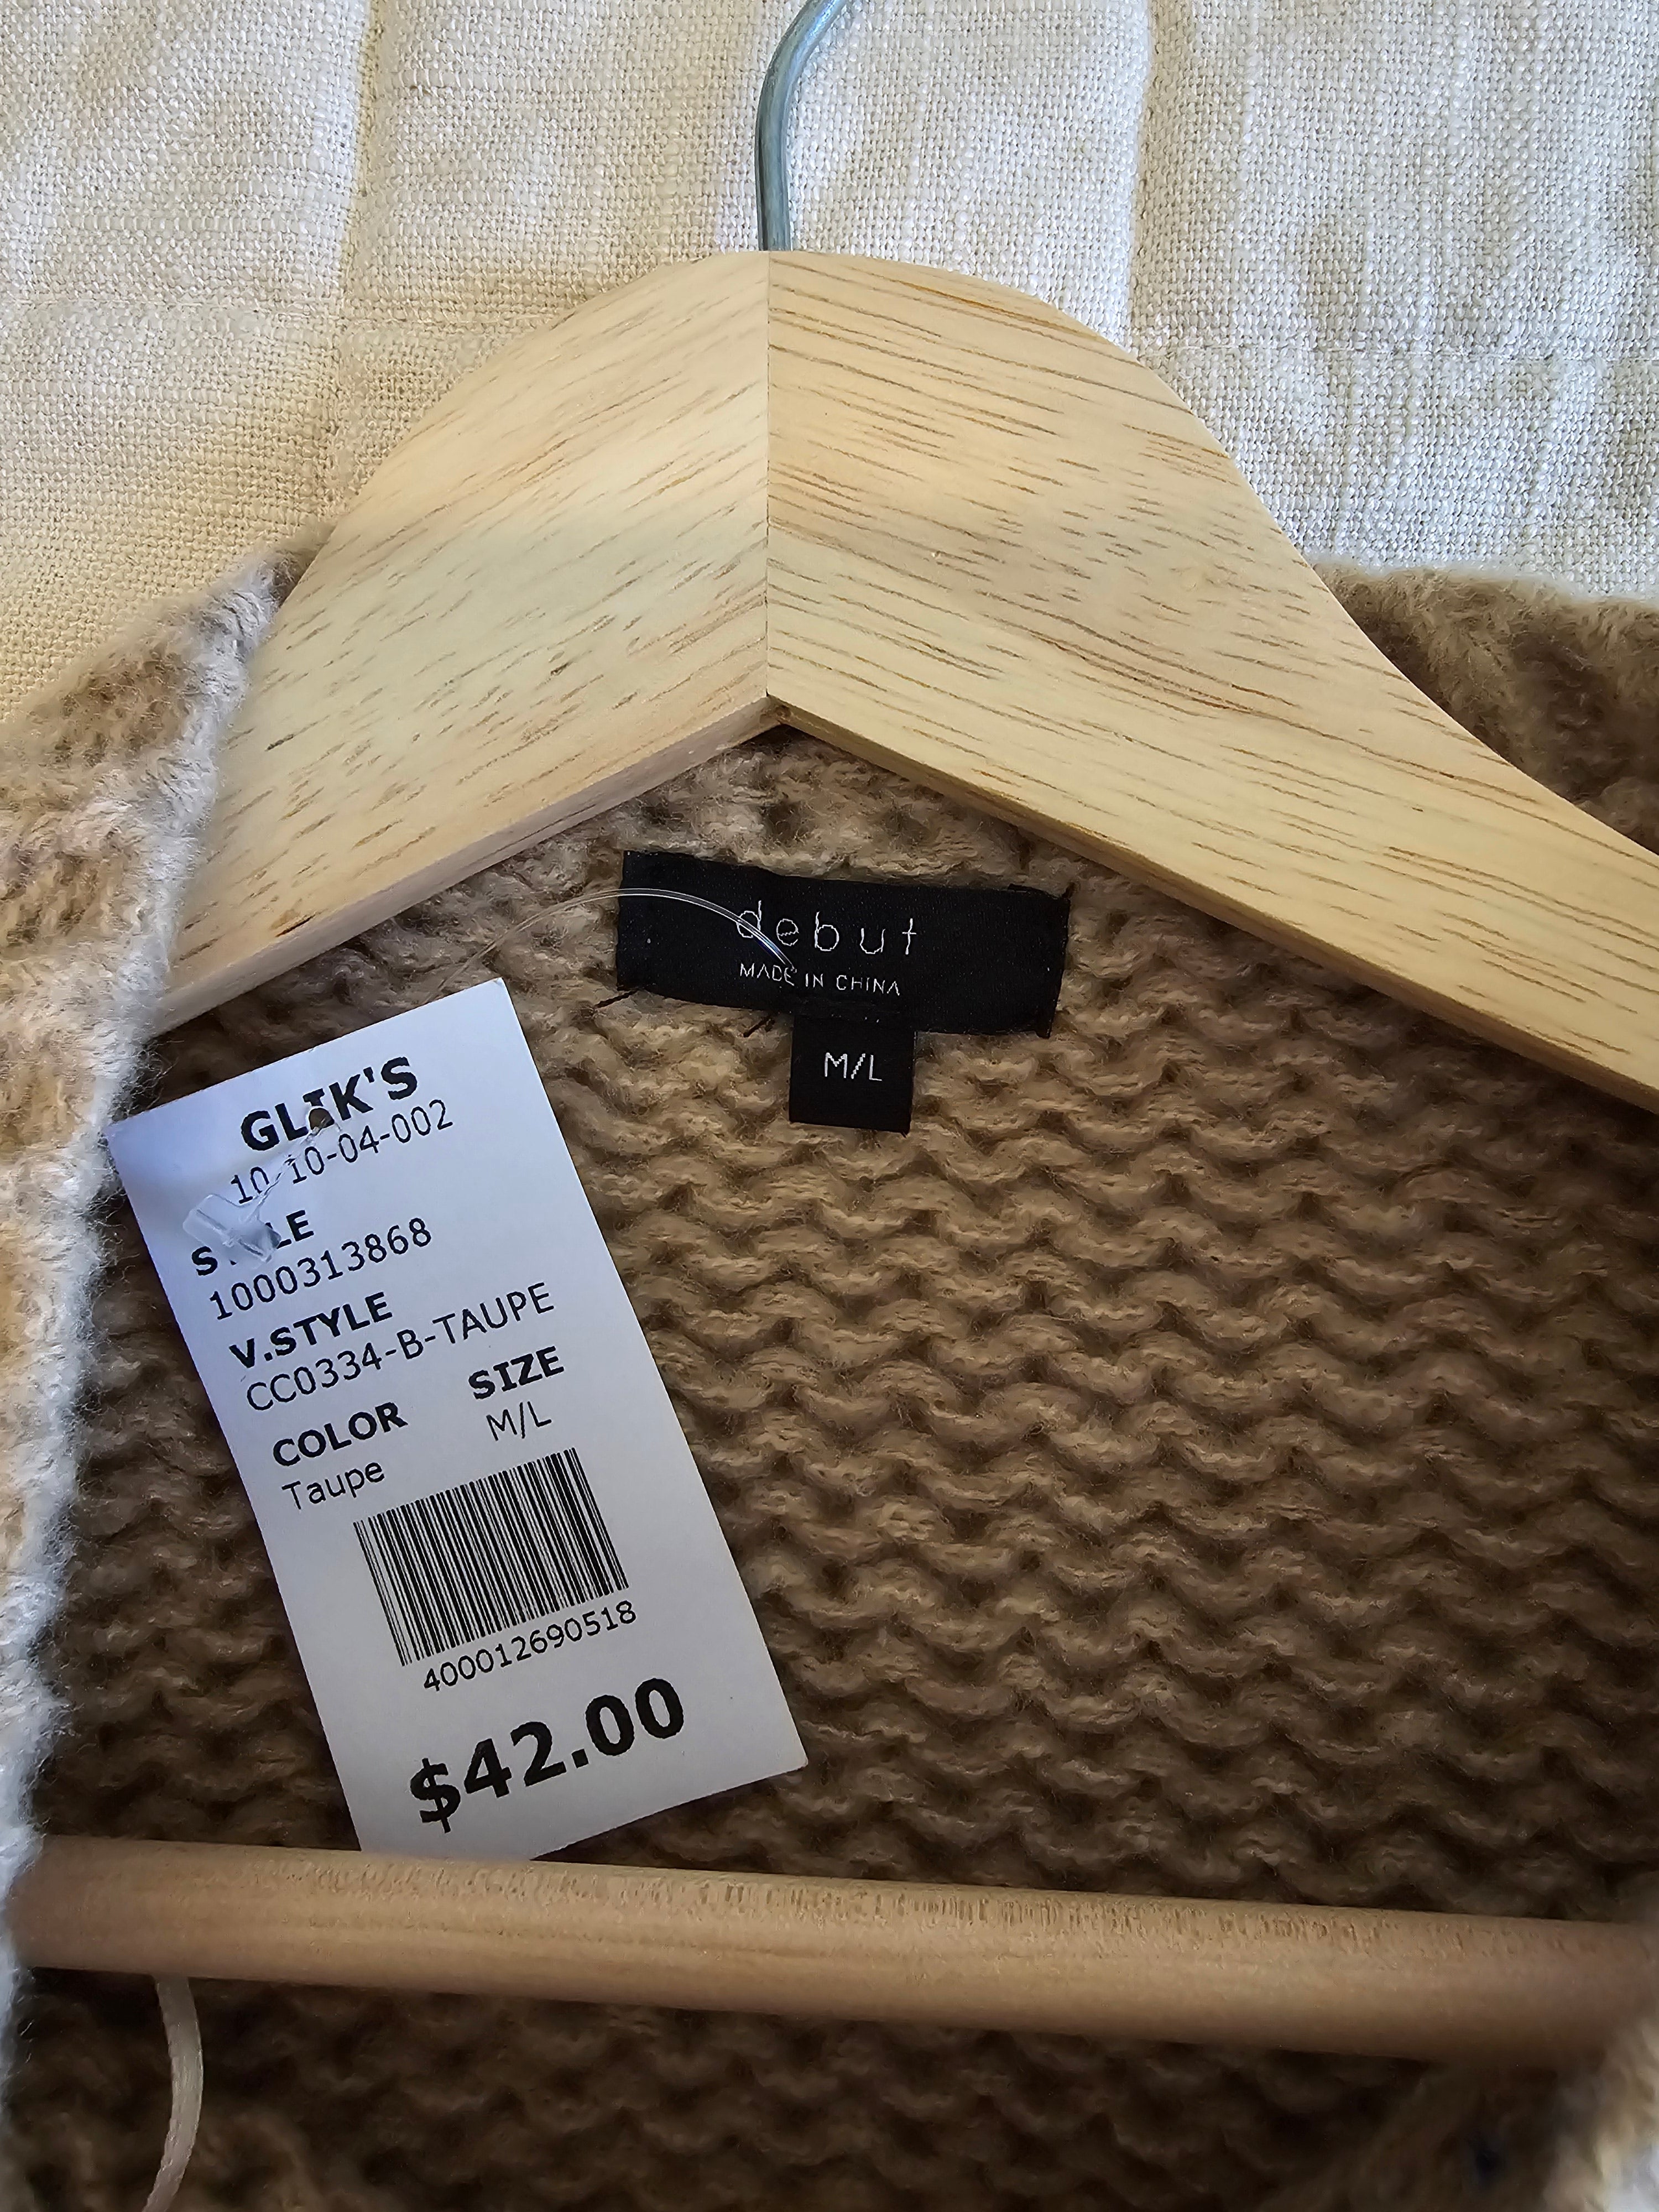 debut
MADE IN CHINA
M/L
GLIK'S
10-10-04-002
STYLE
1000313868
V.STYLE
CC0334-B-TAUPE
COLOR SIZE
Taupe M/L
400012690518
$42.00